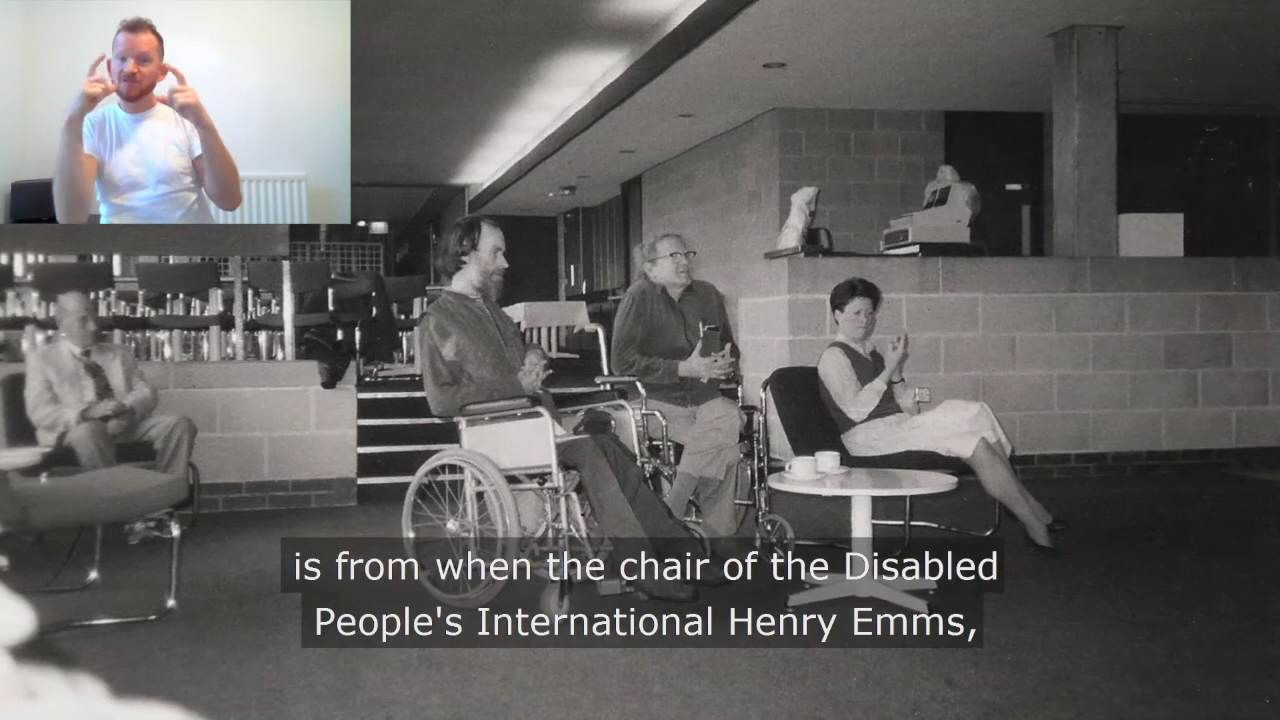 is from when the chair of the Disabled
People's International Henry Emms,